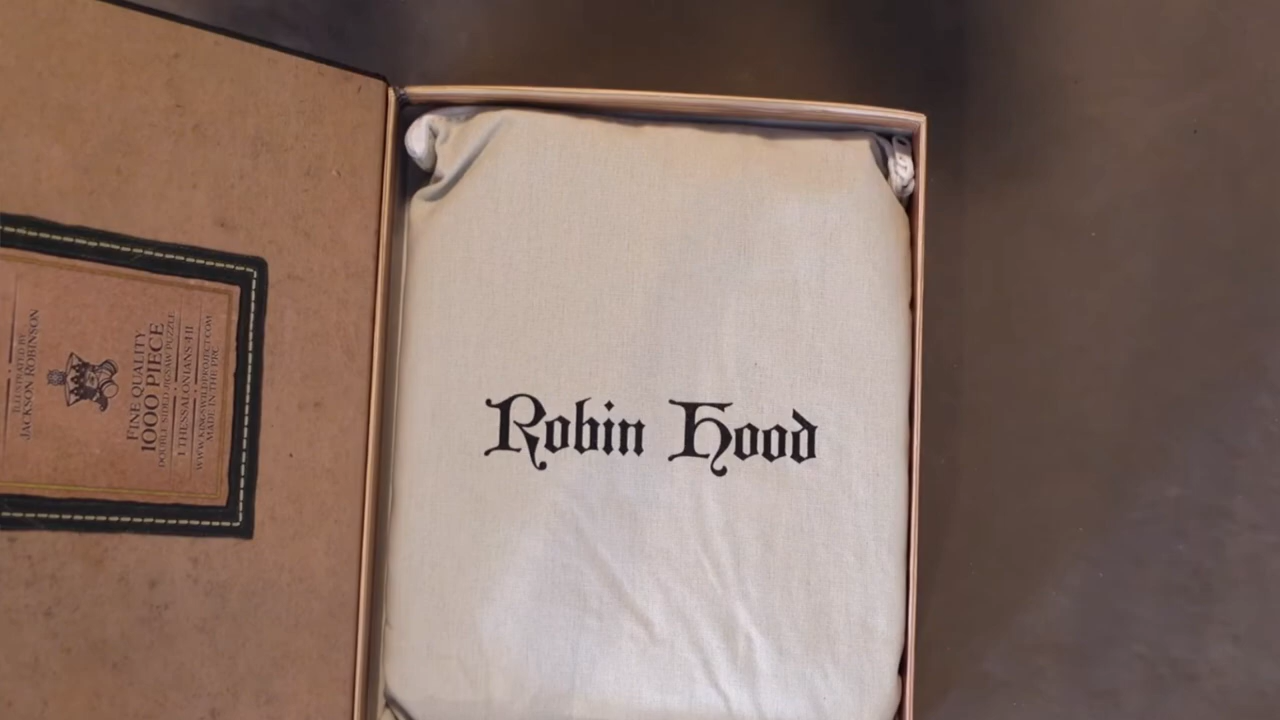 ILLUSTRATED BY
JACKSON ROBINSON
FINE QUALITY
1000 PIECE
DOUBLE SIDED JIGSAW PUZZLE
1 THESSALONIANS 4:11
WWW.KINGSWILDPROJECT.COM
MADE IN THE PRC
Robin Hood